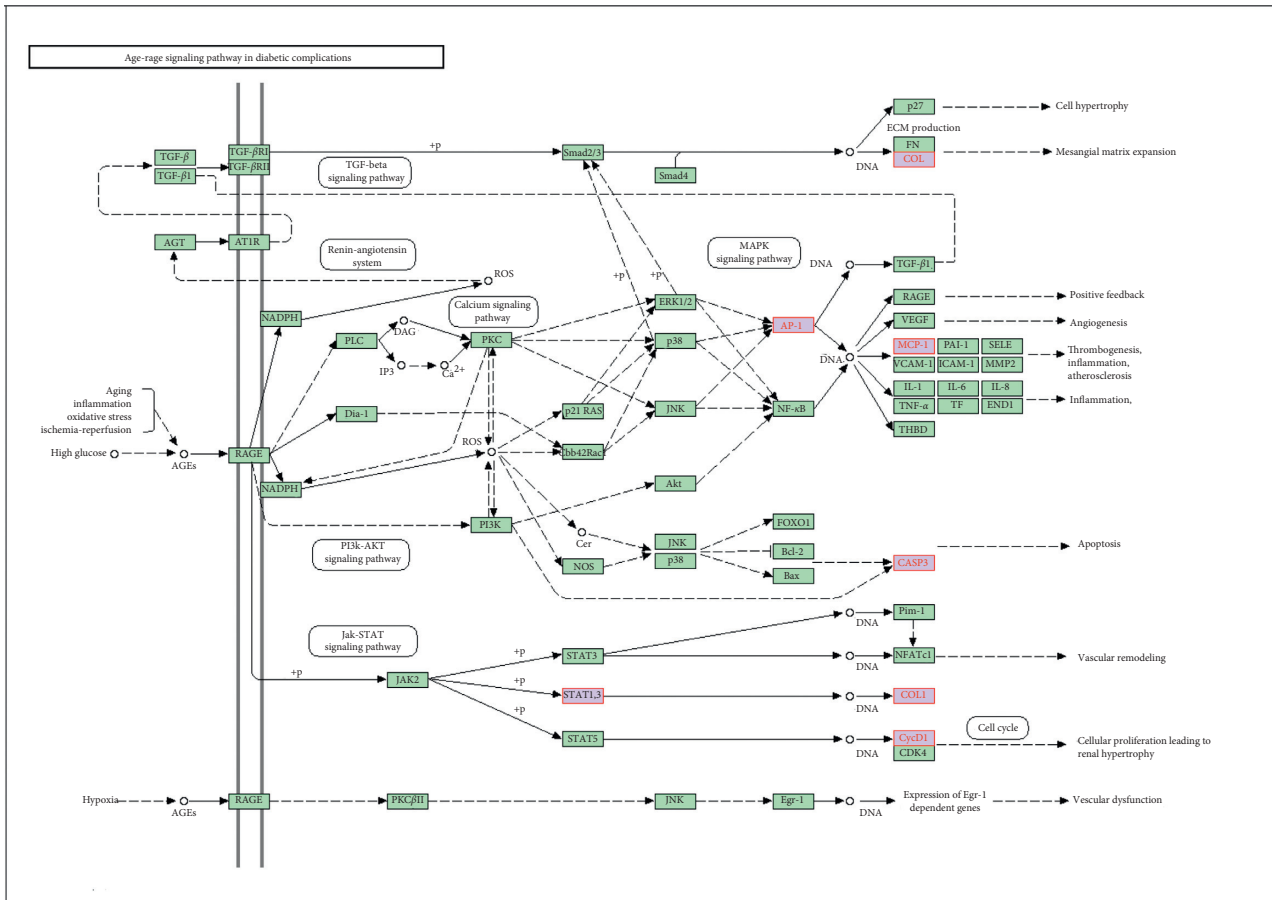 Age-rage signaling pathway in diabetic complications
p27
Cell hypertrophy
ECM production
FN
COL
DNA
Mesangial matrix expansion
TGF-β
TGF-β1
TGF-βRI
TGF-βRII
+p
TGF-beta
signaling pathway
Smad2/3
Smad4
AGT
AT1R
Renin-angiotensin
system
ROS
MAPK
signaling pathway
+p
+p
DNA
TGF-β1
NADPH
Calcium signaling
pathway
ERK1/2
AP-1
RAGE
Positive feedback
VEGF
Angiogenesis
PLC
DAG
IP3
Ca2+
PKC
p38
DNA
MCP-1
PAI-1
SELE
VCAM-1
ICAM-1
MMP2
Thrombogenesis,
inflammation,
atherosclerosis
IL-1
IL-6
IL-8
TNF-α
TF
END1
Inflammation,
THBD
Aging
inflammation
oxidative stress
ischemia-reperfusion
High glucose
AGEs
RAGE
Dia-1
p21 RAS
JNK
NF-κB
ROS
Cbb42Rac1
NADPH
Akt
PI3K
PI3k-AKT
signaling pathway
Cer
NOS
JNK
p38
FOXO1
Bcl-2
Bax
CASP3
Apoptosis
Jak-STAT
signaling pathway
+p
JAK2
+p
STAT3
DNA
Pim-1
DNA
NFATc1
Vascular remodeling
+p
STAT1,3
DNA
COL1
+p
STAT5
DNA
CycD1
CDK4
Cell cycle
Cellular proliferation leading to
renal hypertrophy
Hypoxia
AGEs
RAGE
PKCβII
JNK
Egr-1
DNA
Expression of Egr-1
dependent genes
Vescular dysfunction